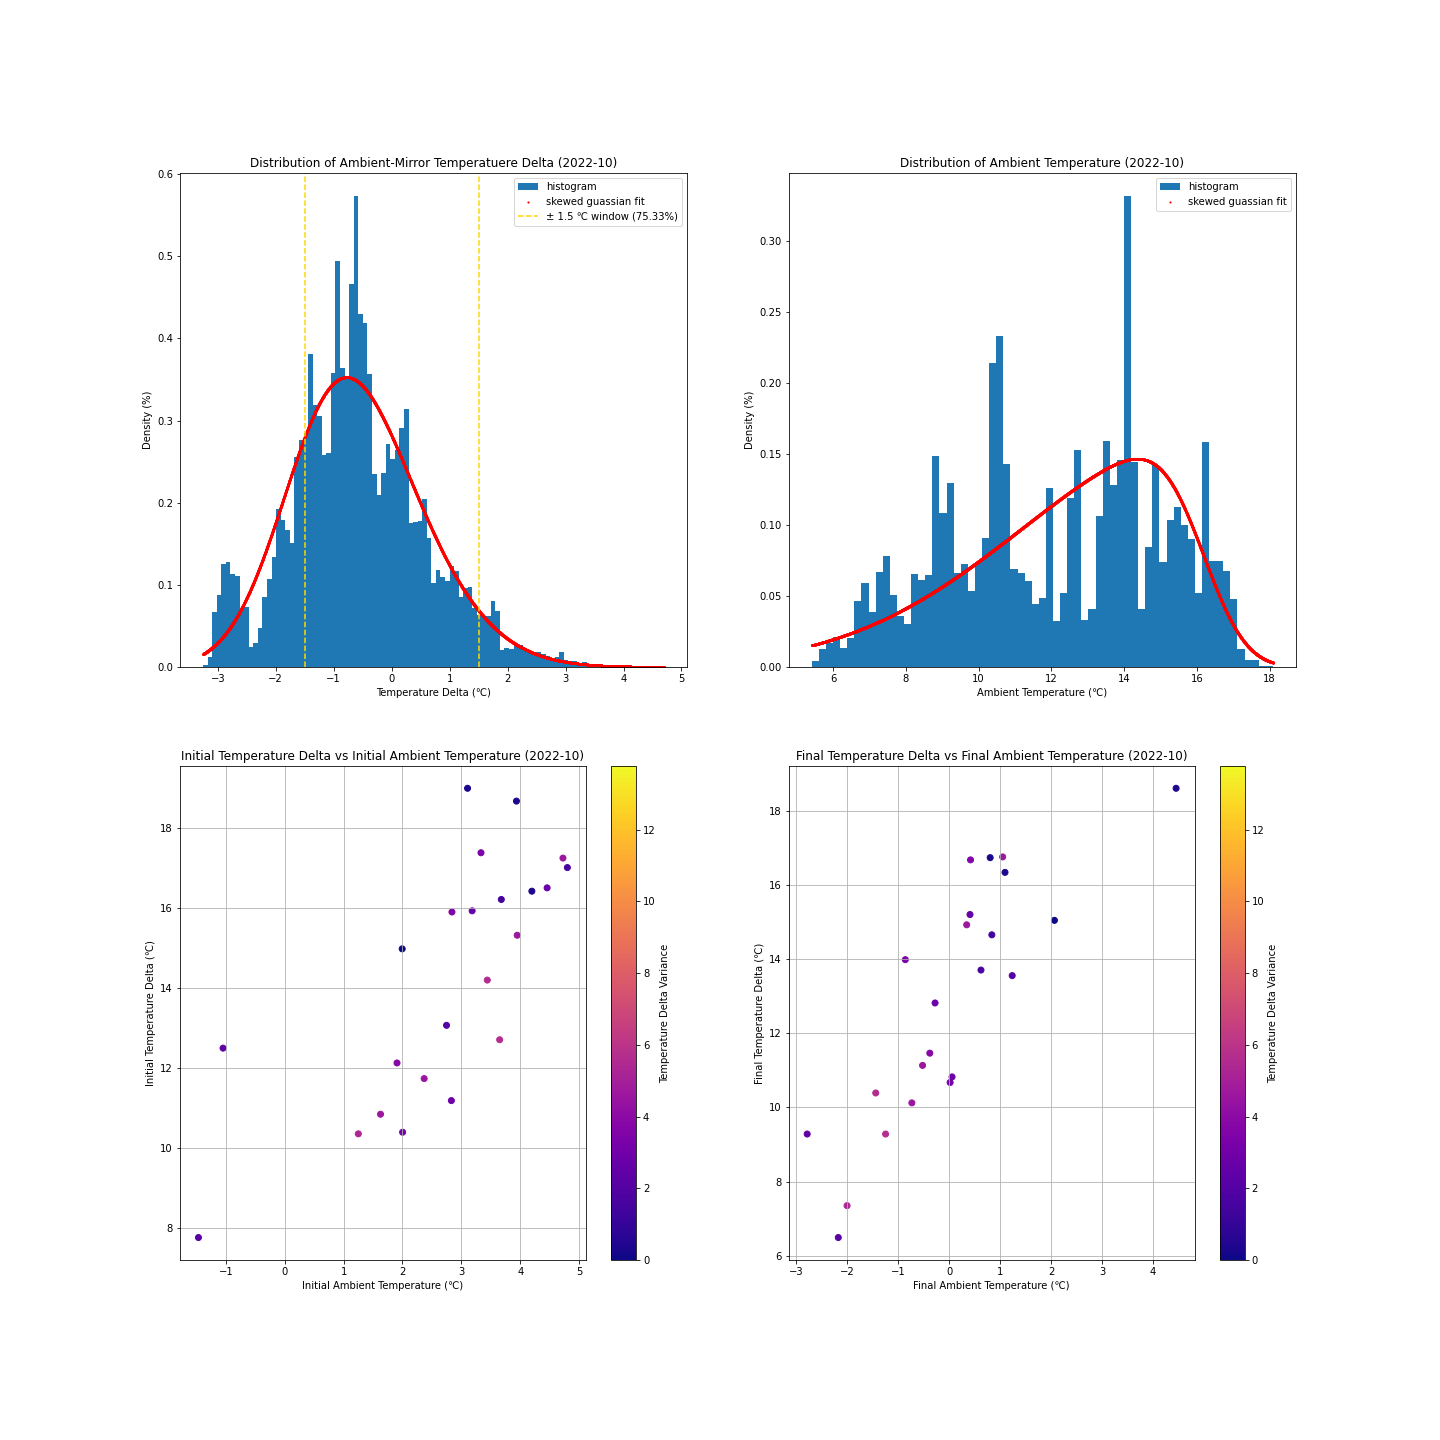 Distribution of Ambient-Mirror Temperatuere Delta (2022-10)
histogram
skewed guassian fit
± 1.5 ℃ window (75.33%)
0.6
0.5
0.4
0.3
0.2
0.1
0.0
Density (%)
−3 −2 −1 0 1 2 3 4 5
Temperature Delta (℃)
Distribution of Ambient Temperature (2022-10)
histogram
skewed guassian fit
0.30
0.25
0.20
0.15
0.10
0.05
0.00
Density (%)
6 8 10 12 14 16 18
Ambient Temperature (℃)
Initial Temperature Delta vs Initial Ambient Temperature (2022-10)
18
16
14
12
10
8
Initial Temperature Delta (℃)
−1 0 1 2 3 4 5
Initial Ambient Temperature (℃)
12
10
8
6
4
2
0
Temperature Delta Variance
Final Temperature Delta vs Final Ambient Temperature (2022-10)
18
16
14
12
10
8
6
Final Temperature Delta (℃)
−3 −2 −1 0 1 2 3 4
Final Ambient Temperature (℃)
12
10
8
6
4
2
0
Temperature Delta Variance